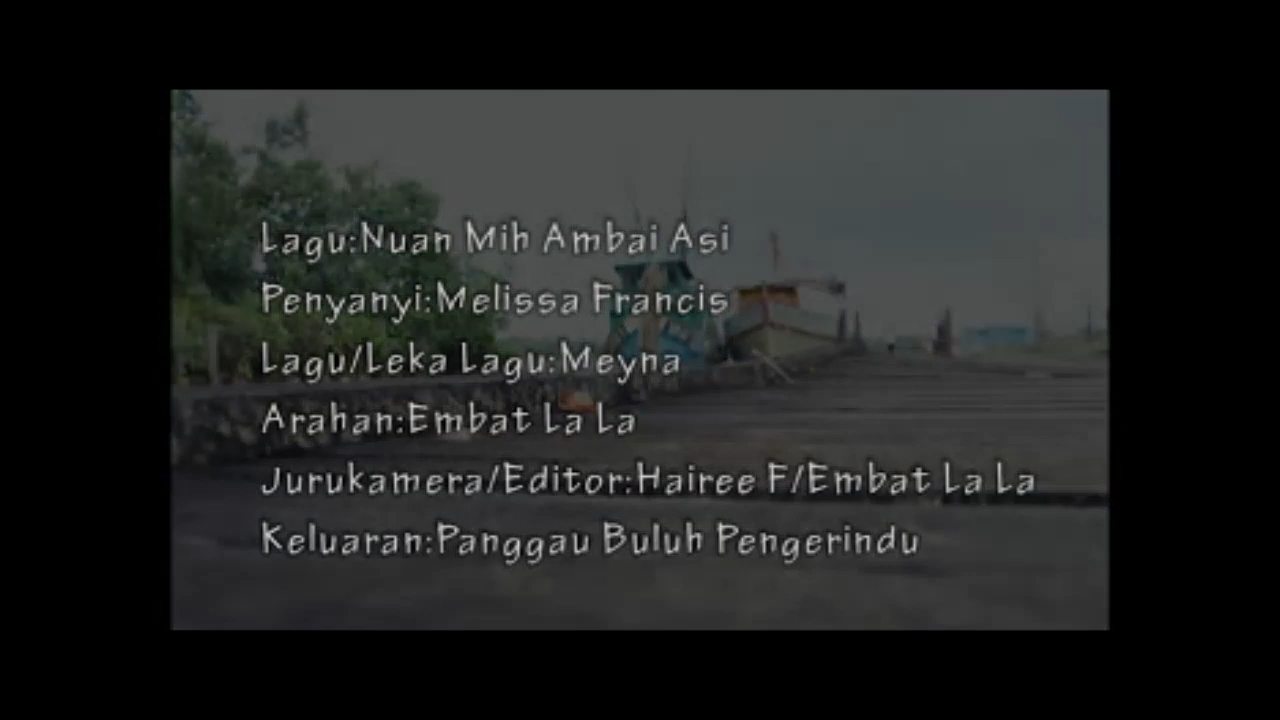 Lagu:Nuan Mih Ambai Asi
Penyanyi:Melissa Francis
Lagu/Leka Lagu:Meyna
Arahan:Embat La La
Jurukamera/Editor:Hairee F/Embat La La
Keluaran:Panggau Buluh Pengerindu